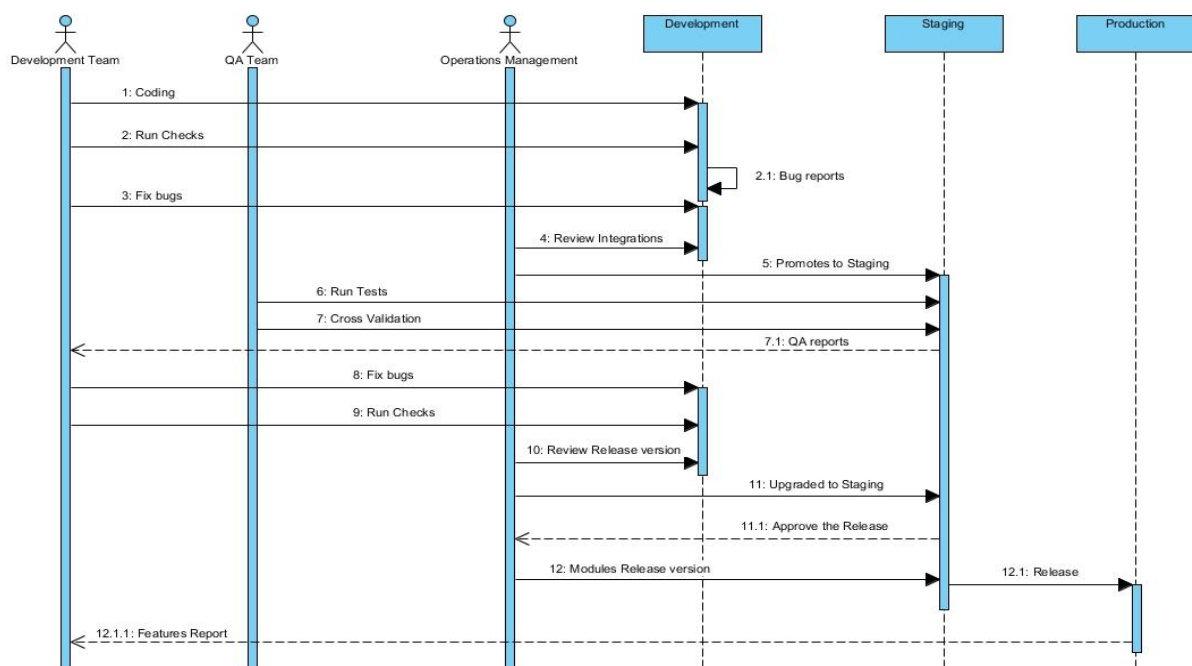 Development
Staging
Production
Development Team
QA Team
Operations Management
1: Coding
2: Run Checks
2.1: Bug reports
3: Fix bugs
4: Review Integrations
5: Promotes to Staging
6: Run Tests
7: Cross Validation
7.1: QA reports
8: Fix bugs
9: Run Checks
10: Review Release version
11: Upgraded to Staging
11.1: Approve the Release
12: Modules Release version
12.1: Release
12.1.1: Features Report